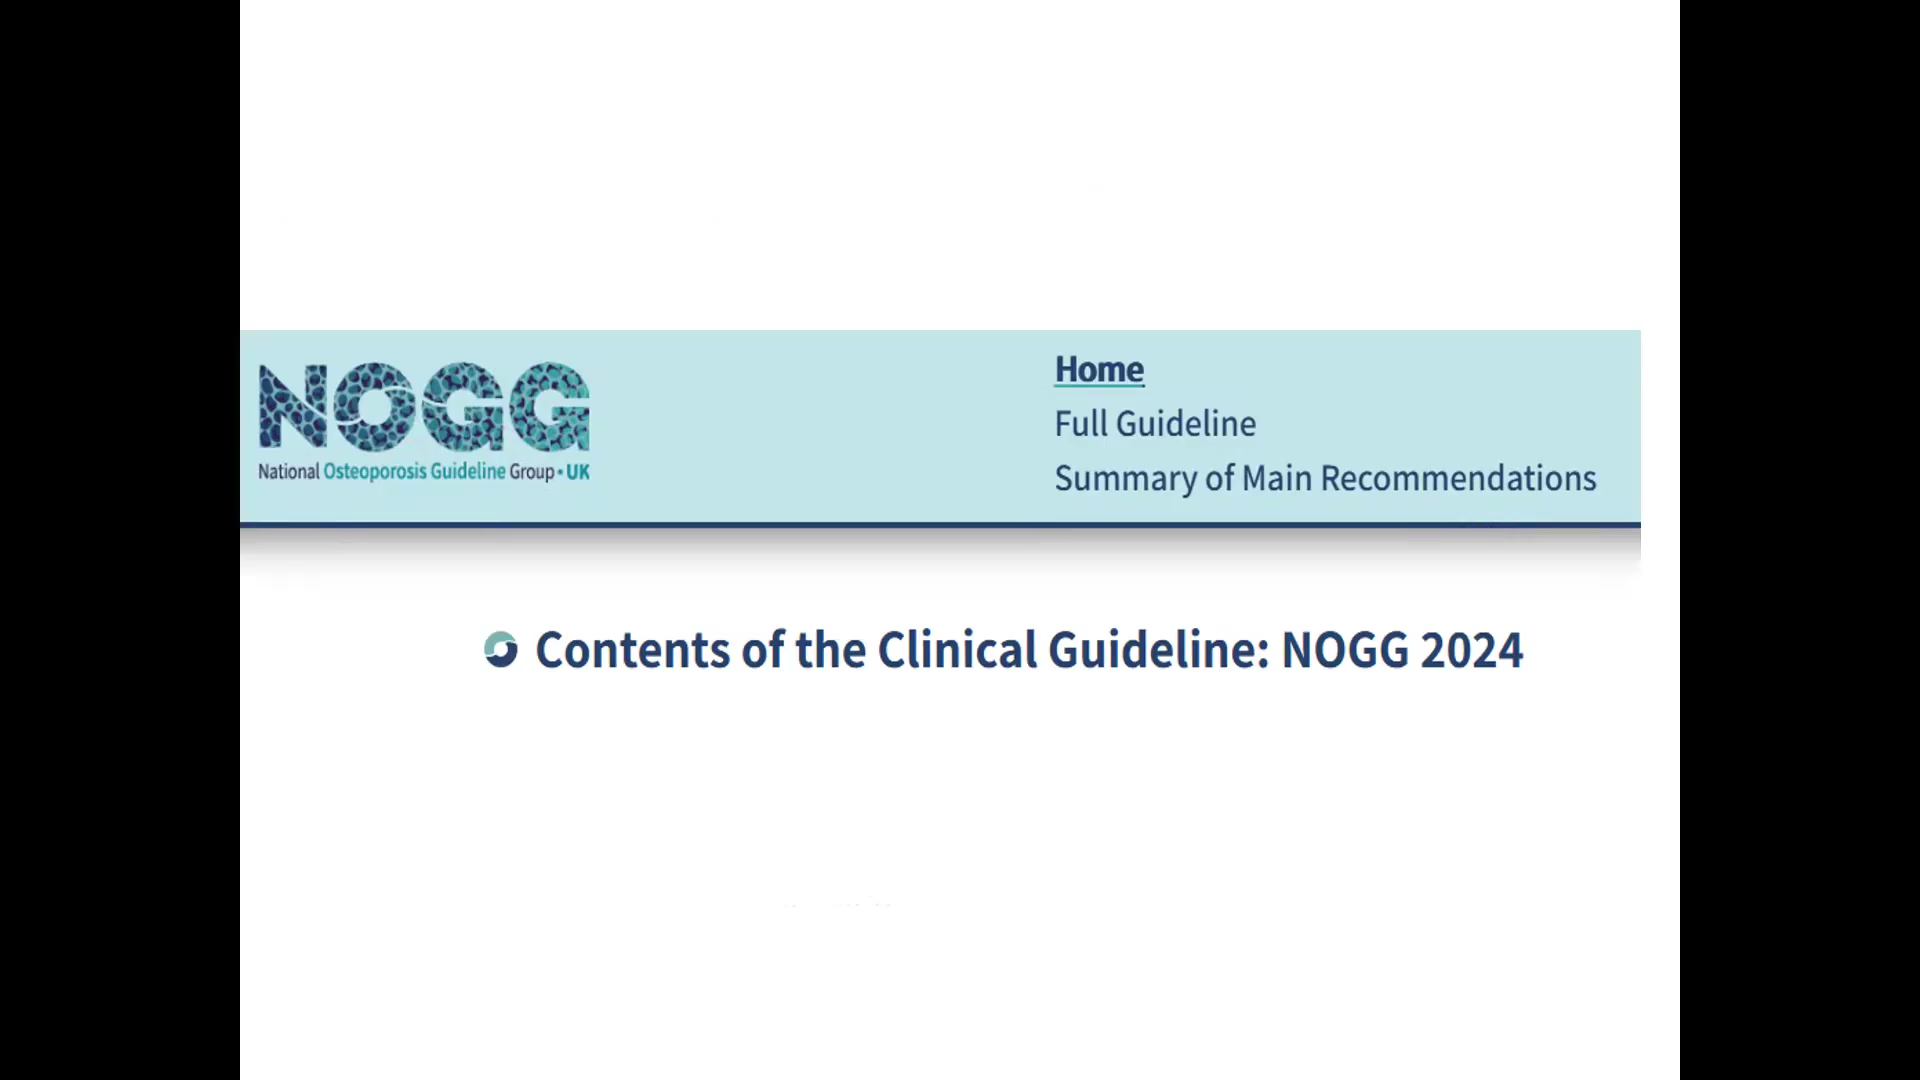 NOGG
National Osteoporosis Guideline Group • UK
Home
Full Guideline
Summary of Main Recommendations
Contents of the Clinical Guideline: NOGG 2024